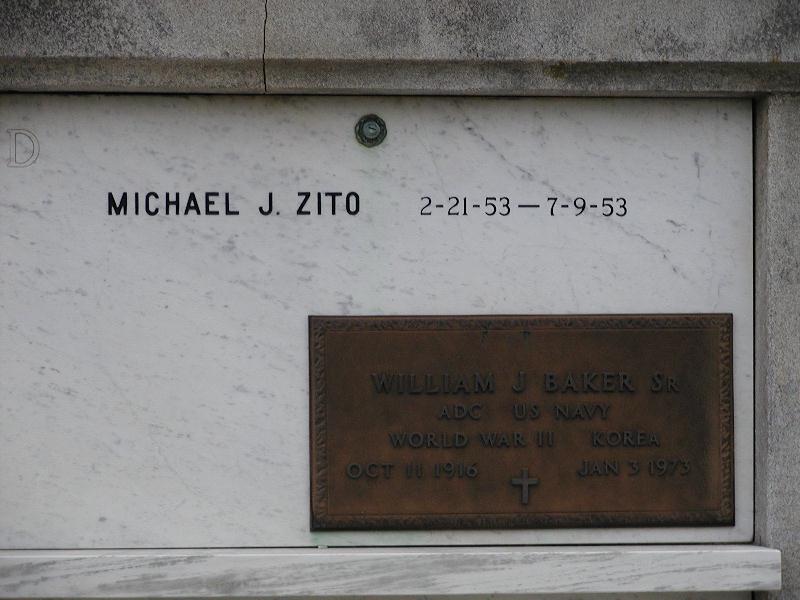 D
MICHAEL J. ZITO 2-21-53 — 7-9-53
WILLIAM J BAKER SR
ADC US NAVY
WORLD WAR II KOREA
OCT 11 1916 JAN 3 1973